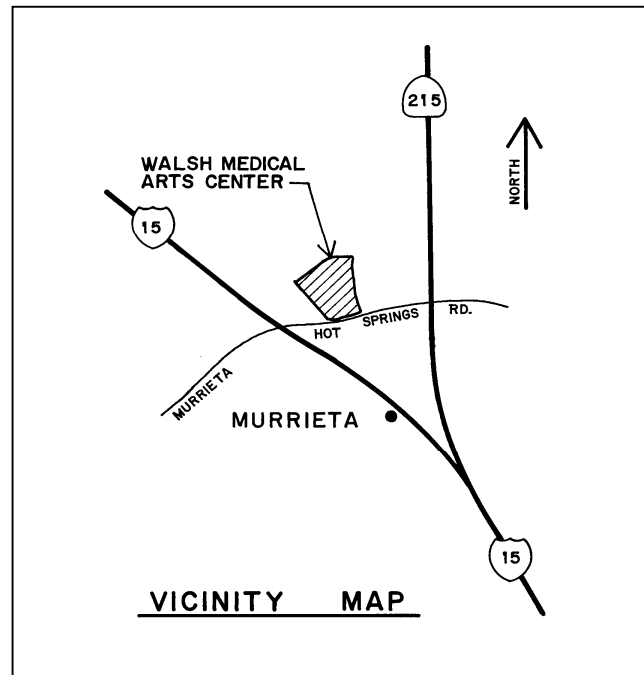 215
WALSH MEDICAL
ARTS CENTER
NORTH
15
MURRIETA HOT SPRINGS RD.
MURRIETA
15
VICINITY MAP